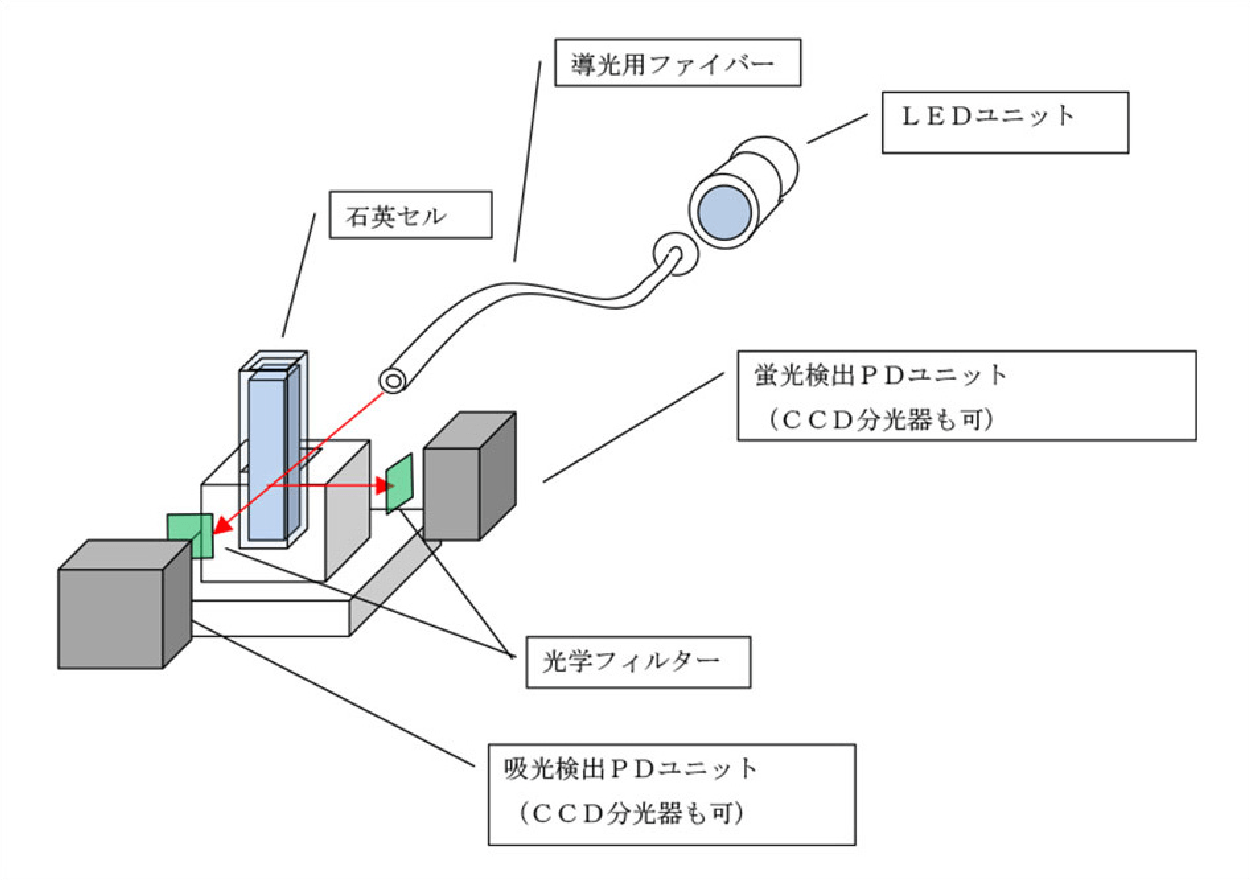 導光用ファイバー
ＬＥＤユニット
石英セル
蛍光検出ＰＤユニット
（ＣＣＤ分光器も可）
光学フィルター
吸光検出ＰＤユニット
（ＣＣＤ分光器も可）